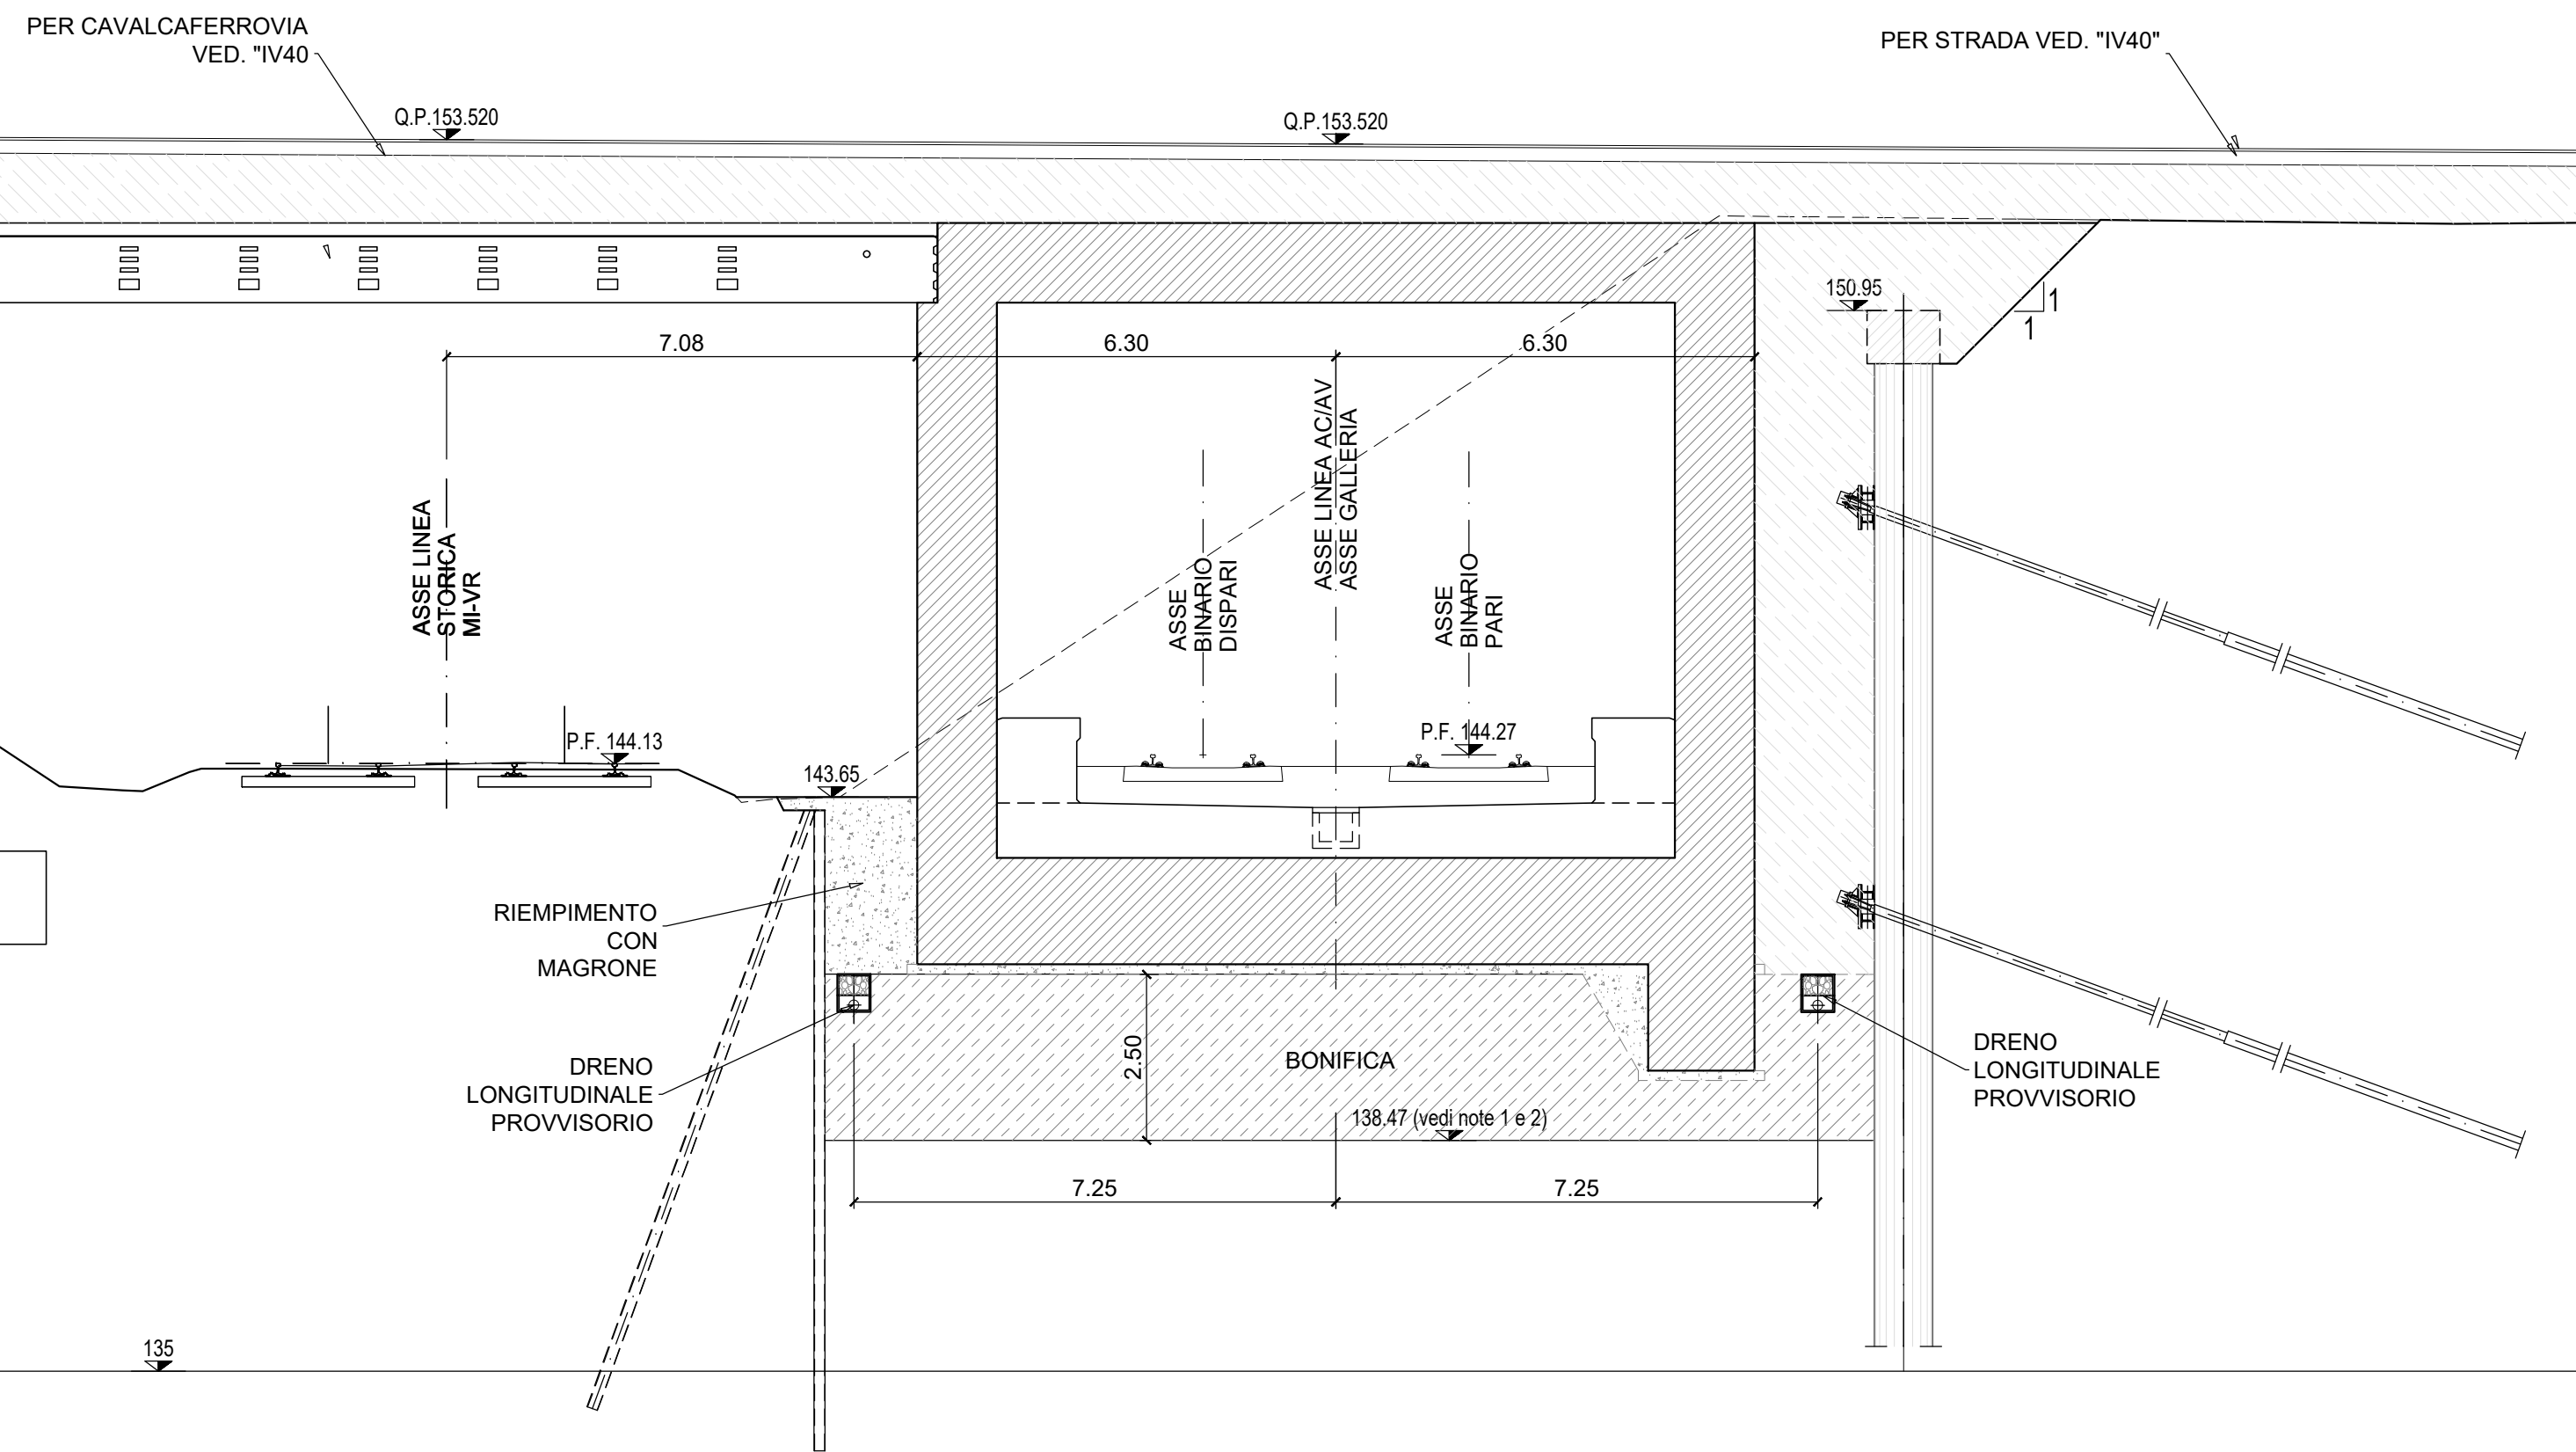 PER CAVALCAFERROVIA
VED. "IV40
PER STRADA VED. "IV40"
Q.P.153.520
Q.P.153.520
150.95
1
1
7.08
6.30
6.30
ASSE LINEA
STORICA
MI-VR
ASSE
BINARIO
DISPARI
ASSE LINEA AC/AV
ASSE GALLERIA
ASSE
BINARIO
PARI
P.F. 144.13
P.F. 144.27
143.65
RIEMPIMENTO
CON
MAGRONE
DRENO
LONGITUDINALE
PROVVISORIO
2.50
BONIFICA
138.47 (vedi note 1 e 2)
DRENO
LONGITUDINALE
PROVVISORIO
7.25
7.25
135